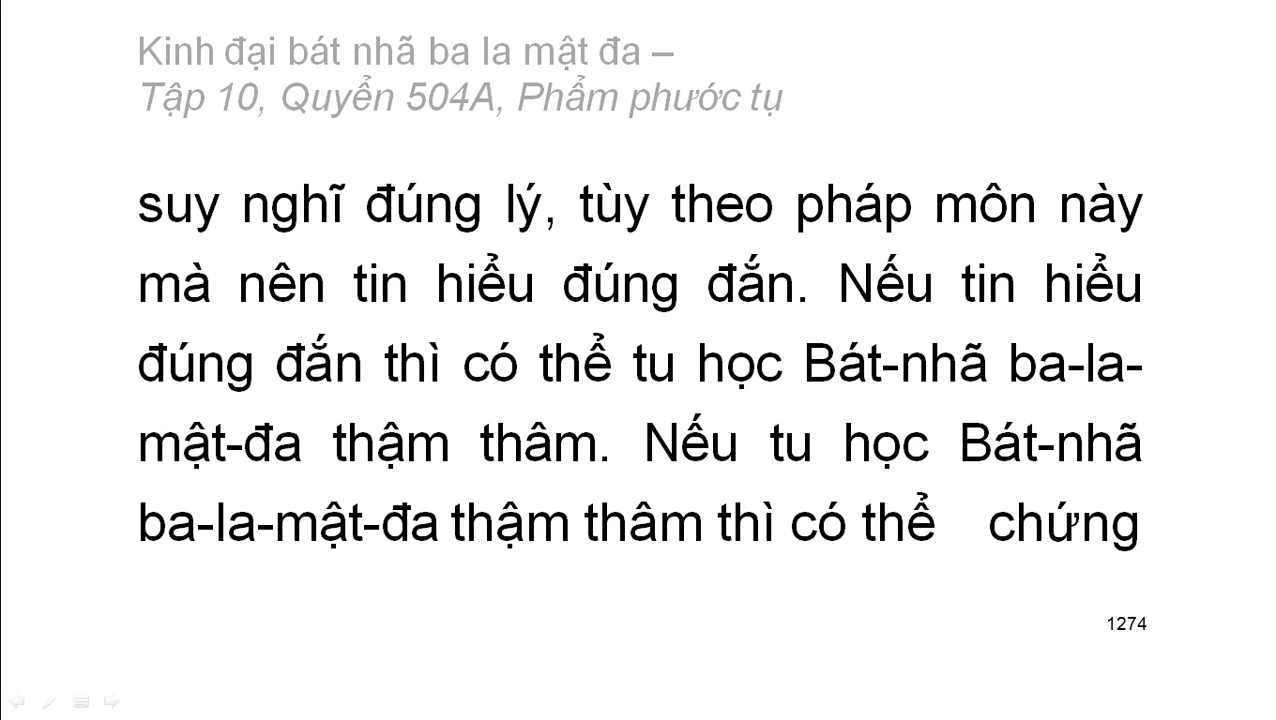 Kinh đại bát nhã ba la mật đa –
Tập 10, Quyển 504A, Phẩm phước tụ
suy nghĩ đúng lý, tùy theo pháp môn này
mà nên tin hiểu đúng đắn. Nếu tin hiểu
đúng đắn thì có thể tu học Bát-nhã ba-la-
mật-đa thậm thâm. Nếu tu học Bát-nhã
ba-la-mật-đa thậm thâm thì có thể chứng
1274